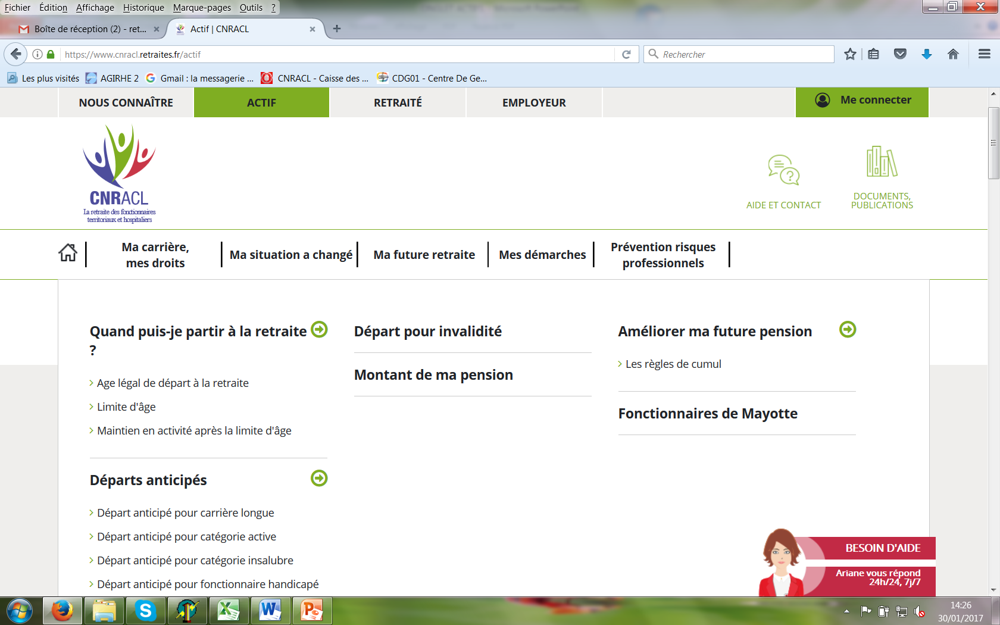 Fichier Édition Affichage Historique Marque-pages Outils ?
Boîte de réception (2) - ret...
Actif | CNRACL
https://www.cnracl.retraites.fr/actif
Rechercher
Les plus visités AGIRHE 2 Gmail : la messagerie ... CNRACL - Caisse des ... CDG01 - Centre De Ge...
NOUS CONNAÎTRE ACTIF RETRAITÉ EMPLOYEUR Me connecter
CNRACL
La retraite des fonctionnaires
territoriaux et hospitaliers
AIDE ET CONTACT
DOCUMENTS,
PUBLICATIONS
Ma carrière,
mes droits
Ma situation a changé
Ma future retraite
Mes démarches
Prévention risques
professionnels
Quand puis-je partir à la retraite
?
Age légal de départ à la retraite
Limite d'âge
Maintien en activité après la limite d'âge
Départs anticipés
Départ anticipé pour carrière longue
Départ anticipé pour catégorie active
Départ anticipé pour catégorie insalubre
Départ anticipé pour fonctionnaire handicapé
Départ pour invalidité
Montant de ma pension
Améliorer ma future pension
Les règles de cumul
Fonctionnaires de Mayotte
BESOIN D'AIDE
Ariane vous répond
24h/24, 7j/7
14:26
30/01/2017